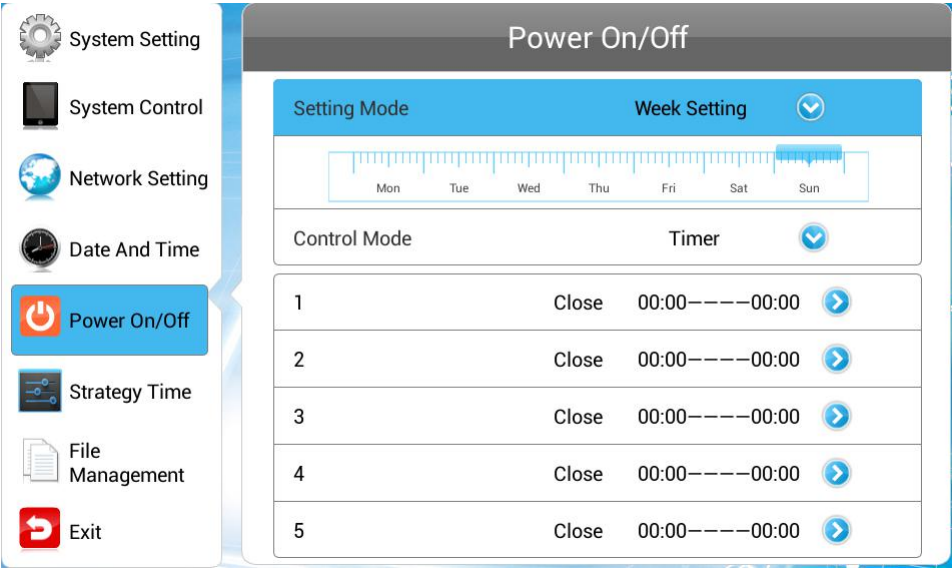 System Setting
System Control
Network Setting
Date And Time
Power On/Off
Strategy Time
File
Management
Exit
Power On/Off
Setting Mode Week Setting
Mon Tue Wed Thu Fri Sat Sun
Control Mode Timer
1 Close 00:00----00:00
2 Close 00:00----00:00
3 Close 00:00----00:00
4 Close 00:00----00:00
5 Close 00:00----00:00